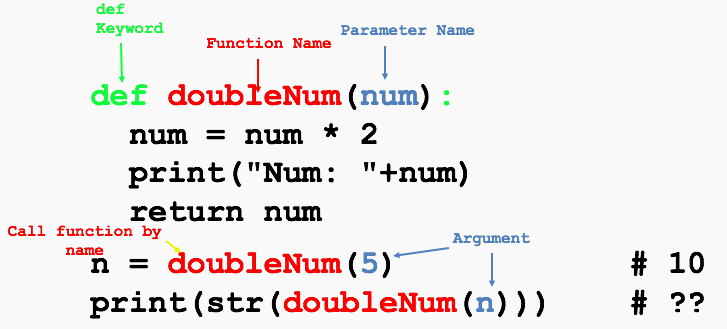 def
Keyword
Function Name
Parameter Name
def doubleNum(num):
num = num * 2
print("Num: "+num)
return num
Call function by
name
Argument
n = doubleNum(5) # 10
print(str(doubleNum(n))) # ??